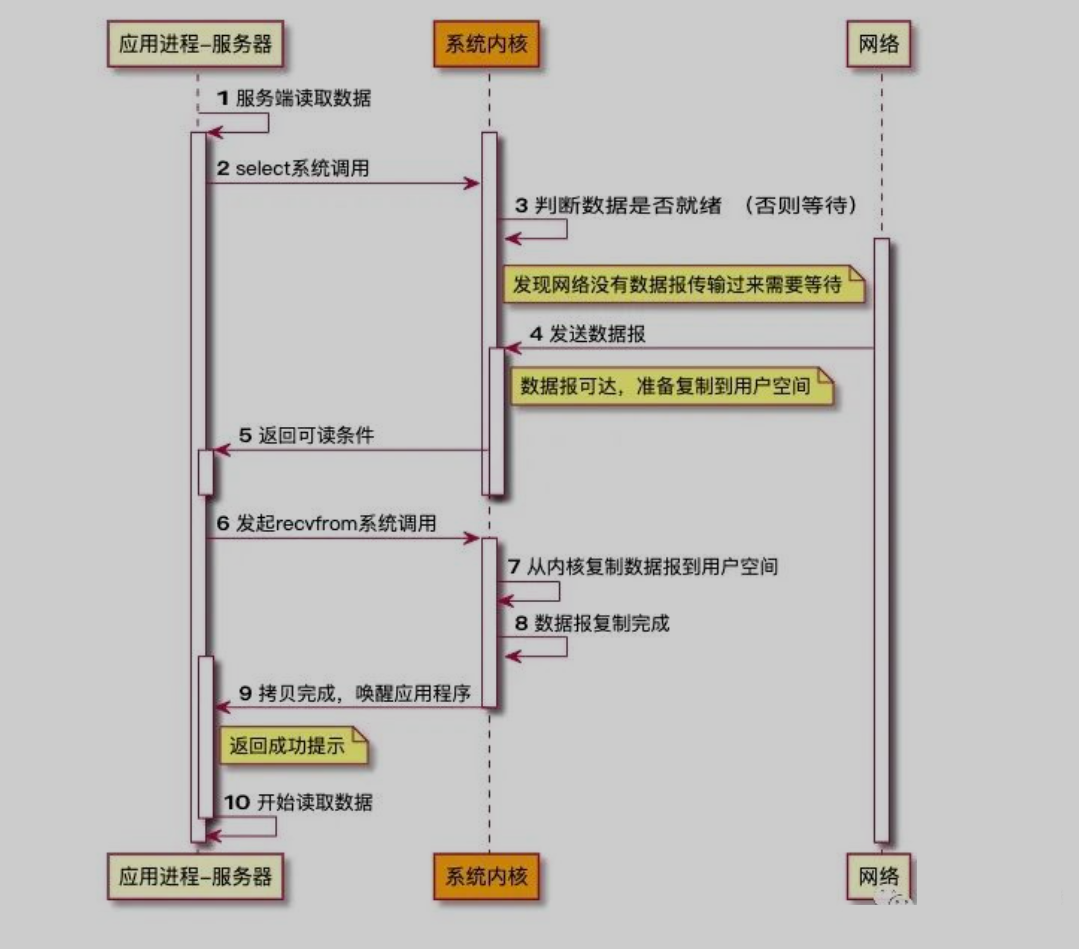 应用进程-服务器
系统内核
网络
1 服务端读取数据
2 select系统调用
3 判断数据是否就绪 （否则等待）
发现网络没有数据报传输过来需要等待
4 发送数据报
数据报可达，准备复制到用户空间
5 返回可读条件
6 发起recvfrom系统调用
7 从内核复制数据报到用户空间
8 数据报复制完成
9 拷贝完成，唤醒应用程序
返回成功提示
10 开始读取数据
应用进程-服务器
系统内核
网络